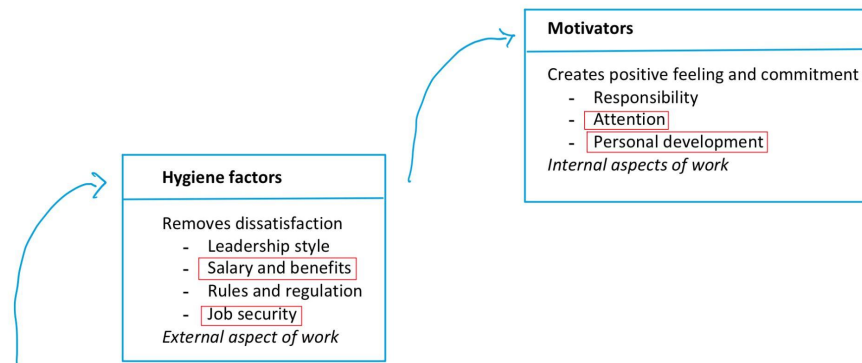 Motivators
Creates positive feeling and commitment
- Responsibility
- Attention
- Personal development
Internal aspects of work
Hygiene factors
Removes dissatisfaction
- Leadership style
- Salary and benefits
- Rules and regulation
- Job security
External aspect of work